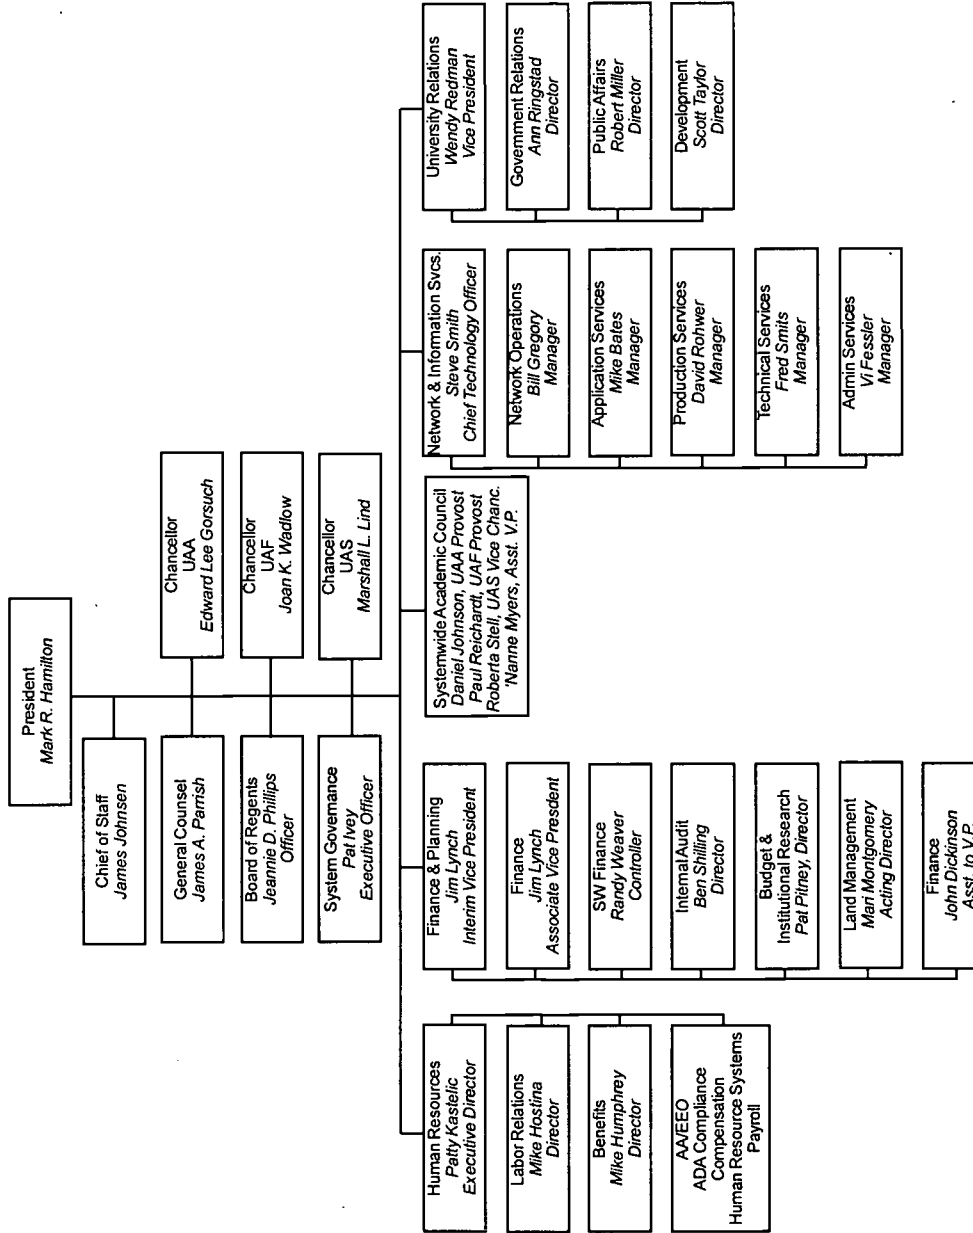 President
Mark R. Hamilton
Chief of Staff
James Johnsen
General Counsel
James A. Parrish
Board of Regents
Jeannie D. Phillips
Officer
System Governance
Pat Ivey
Executive Officer
Chancellor
UAA
Edward Lee Gorsuch
Chancellor
UAF
Joan K. Wadlow
Chancellor
UAS
Marshall L. Lind
Human Resources
Patty Kastelic
Executive Director
Labor Relations
Mike Hostina
Director
Benefits
Mike Humphrey
Director
AA/EEO
ADA Compliance
Compensation
Human Resource Systems
Payroll
Finance & Planning
Jim Lynch
Interim Vice President
Finance
Jim Lynch
Associate Vice President
SW Finance
Randy Weaver
Controller
Internal Audit
Ben Shilling
Director
Budget &
Institutional Research
Pat Pitney, Director
Land Management
Mari Montgomery
Acting Director
Finance
John Dickinson
Asst. to V.P.
Systemwide Academic Council
Daniel Johnson, UAA Provost
Paul Reichardt, UAF Provost
Roberta Stell, UAS Vice Chanc.
'Nanne Myers, Asst. V.P.
Network & Information Svcs.
Steve Smith
Chief Technology Officer
Network Operations
Bill Gregory
Manager
Application Services
Mike Bates
Manager
Production Services
David Rohwer
Manager
Technical Services
Fred Smits
Manager
Admin Services
Vi Fessler
Manager
University Relations
Wendy Redman
Vice President
Government Relations
Ann Ringstad
Director
Public Affairs
Robert Miller
Director
Development
Scott Taylor
Director